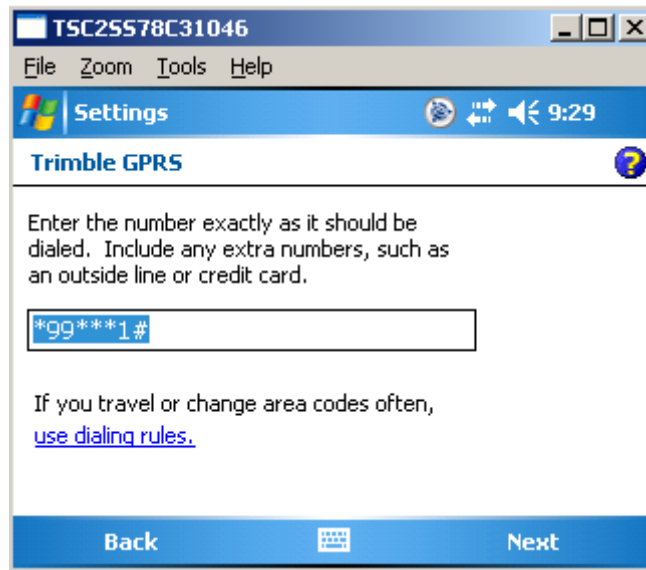 TSC2SS78C31046
File Zoom Tools Help
Settings 9:29
Trimble GPRS
Enter the number exactly as it should be
dialed. Include any extra numbers, such as
an outside line or credit card.
*99***1#
If you travel or change area codes often,
use dialing rules.
Back Next